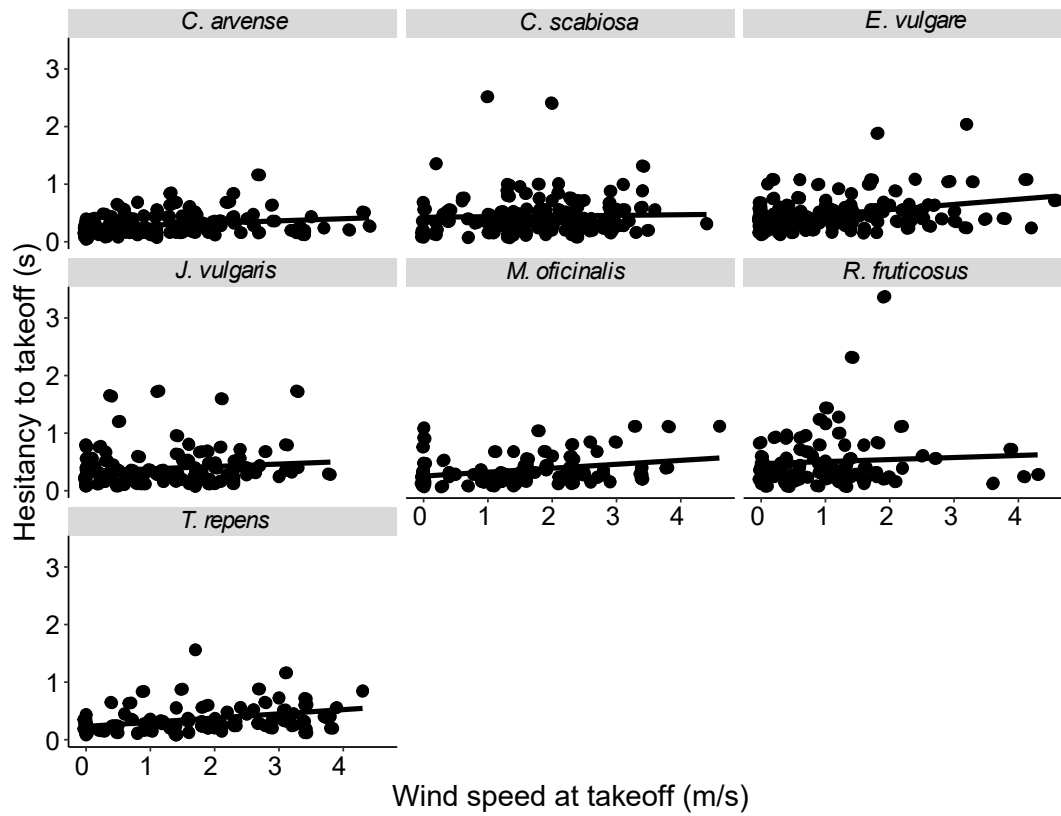 C. arvense C. scabiosa E. vulgare
3
2
1
0
J. vulgaris M. oficinalis R. fruticosus
3
2
1
0
0 1 2 3 4 0 1 2 3 4
T. repens
3
2
1
0
0 1 2 3 4
Hesitancy to takeoff (s)
Wind speed at takeoff (m/s)